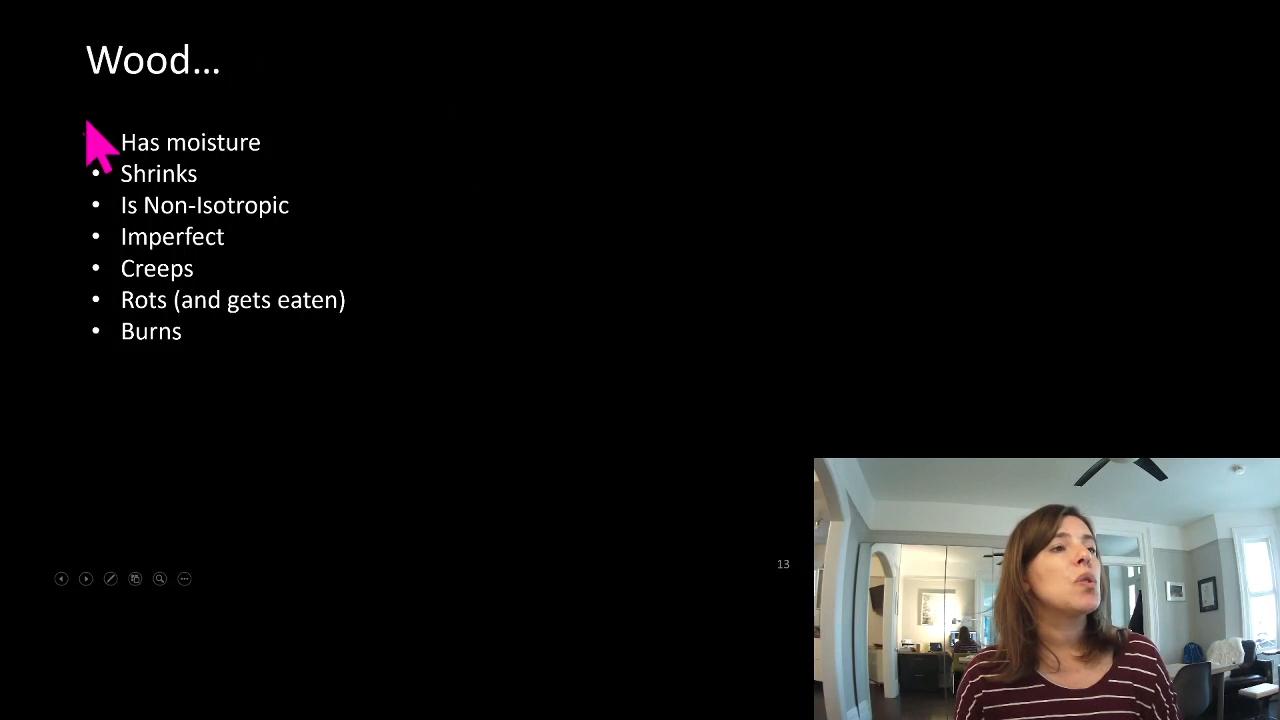 Wood…
Has moisture
• Shrinks
• Is Non-Isotropic
• Imperfect
• Creeps
• Rots (and gets eaten)
• Burns
13